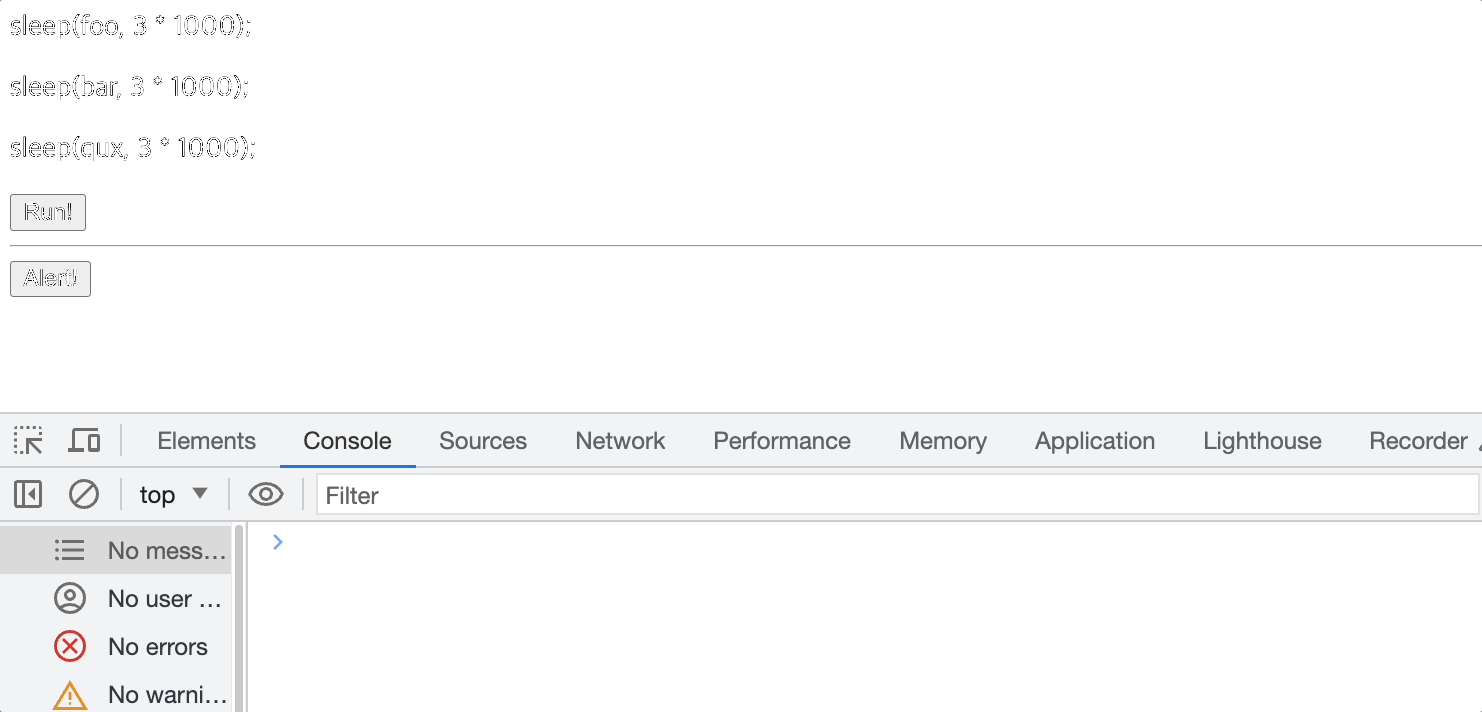 sleep(foo, 3 * 1000);
sleep(bar, 3 * 1000);
sleep(qux, 3 * 1000);
Run!
Alert!
Elements Console Sources Network Performance Memory Application Lighthouse Recorder
top Filter
No mess…
No user …
No errors
No warni…